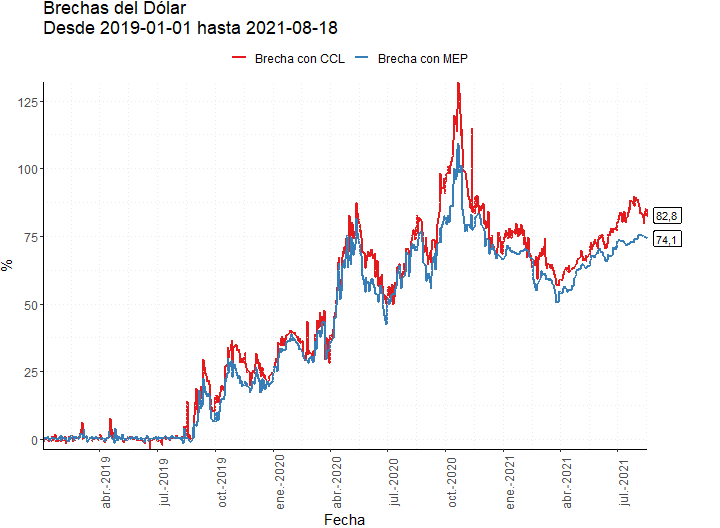 Brechas del Dólar
Desde 2019-01-01 hasta 2021-08-18
Brecha con CCL
Brecha con MEP
%
125
100
75
50
25
0
82,8
74,1
abr.-2019
jul.-2019
oct.-2019
ene.-2020
abr.-2020
jul.-2020
oct.-2020
ene.-2021
abr.-2021
jul.-2021
Fecha